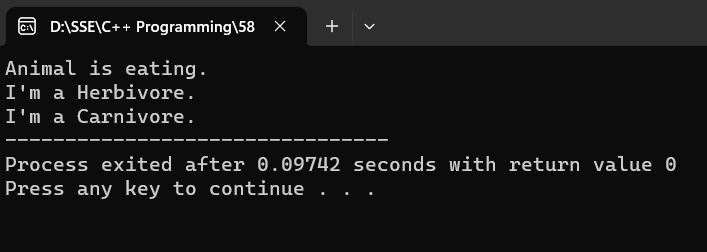 D:\SSE\C++ Programming\58
Animal is eating.
I'm a Herbivore.
I'm a Carnivore.
--------------------------------
Process exited after 0.09742 seconds with return value 0
Press any key to continue . . .